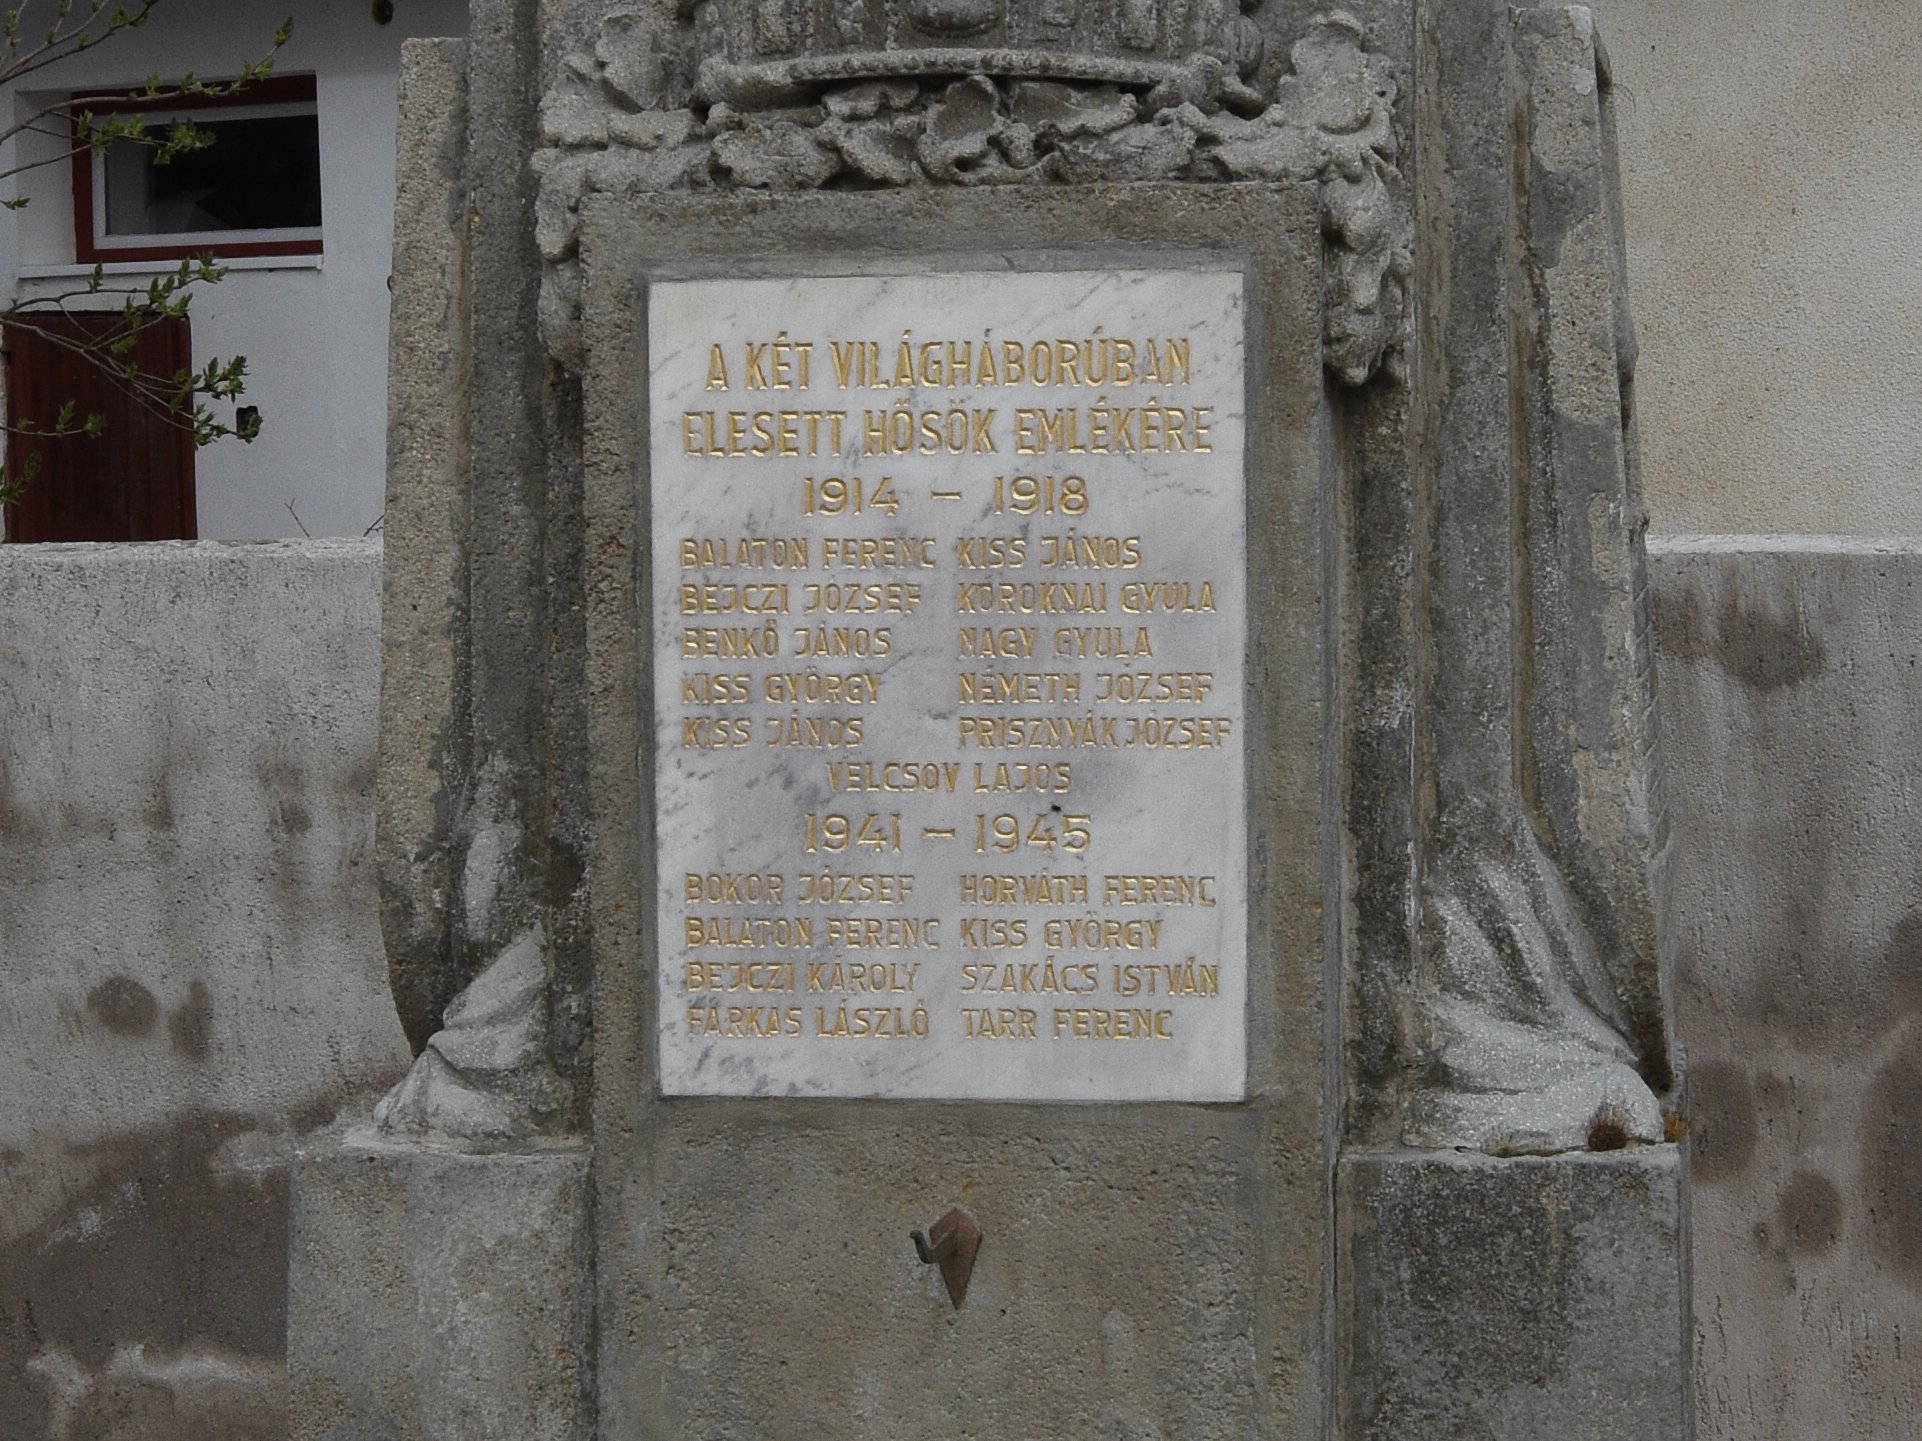 A KÉT VILÁGHÁBORÚBAN
ELESETT HŐSÖK EMLÉKÉRE
1914 – 1918
BALATON FERENC KISS JÁNOS
BEJCZI JÓZSEF KÓROKNAI GYULA
BENKŐ JÁNOS NAGY GYULA
KISS GYÖRGY NÉMETH JÓZSEF
KISS JÁNOS PRISZNYÁK JÓZSEF
VELCSOV LAJOS
1941 – 1945
BOKOR JÓZSEF HORVÁTH FERENC
BALATON FERENC KISS GYÖRGY
BEJCZI KÁROLY SZAKÁCS ISTVÁN
FARKAS LÁSZLÓ TARR FERENC